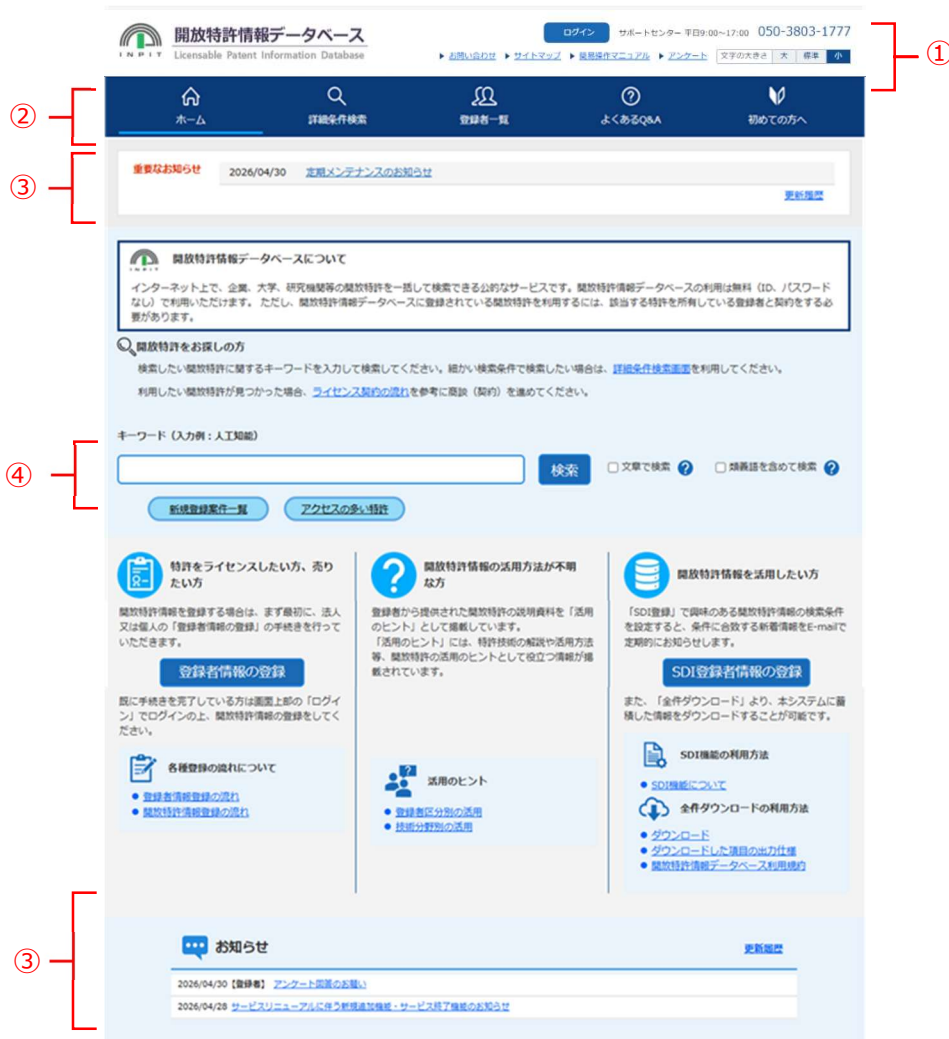 INPIT
開放特許情報データベース
Licensable Patent Information Database
ログイン サポートセンター 平日9:00~17:00 050-3803-1777
お問い合わせ サイトマップ 簡易操作マニュアル アンケート 文字の大きさ 大 標準 小
①
②
ホーム 詳細条件検索 登録者一覧 よくあるQ&A 初めての方へ
③
重要なお知らせ 2026/04/30 定期メンテナンスのお知らせ
更新履歴
INPIT 開放特許情報データベースについて
インターネット上で、企業、大学、研究機関等の開放特許を一括して検索できる公的なサービスです。開放特許情報データベースの利用は無料（ID、パスワード
なし）で利用いただけます。 ただし、開放特許情報データベースに登録されている開放特許を利用するには、該当する特許を所有している登録者と契約をする必
要があります。
開放特許をお探しの方
検索したい開放特許に関するキーワードを入力して検索してください。細かい検索条件で検索したい場合は、詳細条件検索画面を利用してください。
利用したい開放特許が見つかった場合、ライセンス契約の流れを参考に商談（契約）を進めてください。
キーワード（入力例：人工知能）
④
検索 文章で検索 ? 類義語を含めて検索 ?
新規登録案件一覧 アクセスの多い特許
特許をライセンスしたい方、売り
たい方
開放特許情報を登録する場合は、まず最初に、法人
又は個人の「登録者情報の登録」の手続きを行って
いただきます。
登録者情報の登録
既に手続きを完了している方は画面上部の「ログイ
ン」でログインの上、開放特許情報の登録をしてく
ださい。
各種登録の流れについて
登録者情報登録の流れ
開放特許情報登録の流れ
?
開放特許情報の活用方法が不明
な方
登録者から提供された開放特許の説明資料を「活用
のヒント」として掲載しています。
「活用のヒント」には、特許技術の解説や活用方法
等、開放特許の活用のヒントとして役立つ情報が掲
載されています。
?
活用のヒント
登録者区分別の活用
技術分野別の活用
開放特許情報を活用したい方
「SDI登録」で興味のある開放特許情報の検索条件
を設定すると、条件に合致する新着情報をE-mailで
定期的にお知らせします。
SDI登録者情報の登録
また、「全件ダウンロード」より、本システムに蓄
積した情報をダウンロードすることが可能です。
SDI機能の利用方法
SDI機能について
全件ダウンロードの利用方法
ダウンロード
ダウンロードした項目の出力仕様
開放特許情報データベース利用規約
③
お知らせ 更新履歴
2026/04/30【登録者】 アンケート回答のお願い
2026/04/28 サービスリニューアルに伴う新規追加機能・サービス終了機能のお知らせ